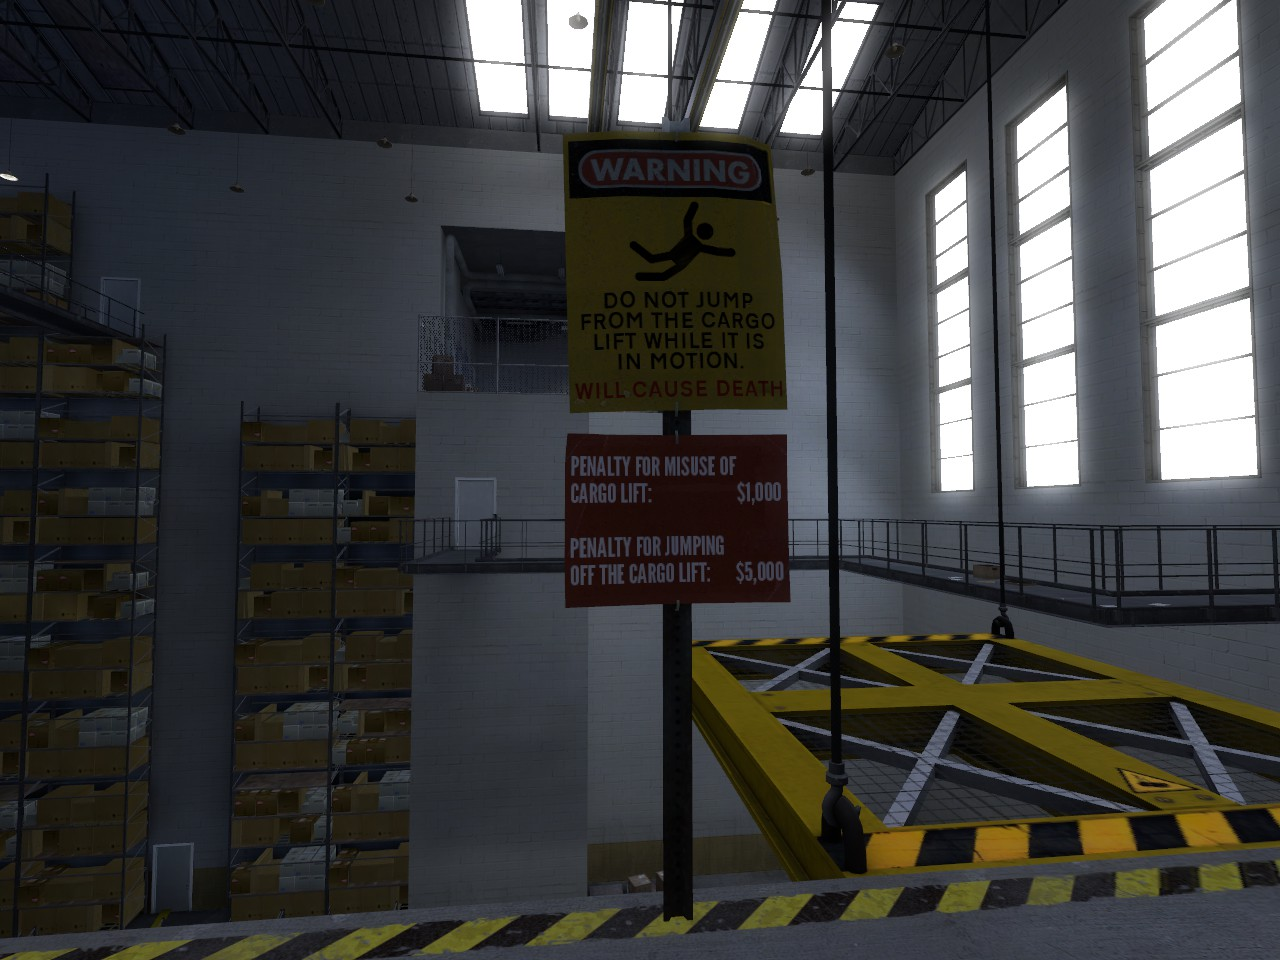 WARNING
DO NOT JUMP
FROM THE CARGO
LIFT WHILE IT IS
IN MOTION.
WILL CAUSE DEATH
PENALTY FOR MISUSE OF
CARGO LIFT: $1,000
PENALTY FOR JUMPING
OFF THE CARGO LIFT: $5,000